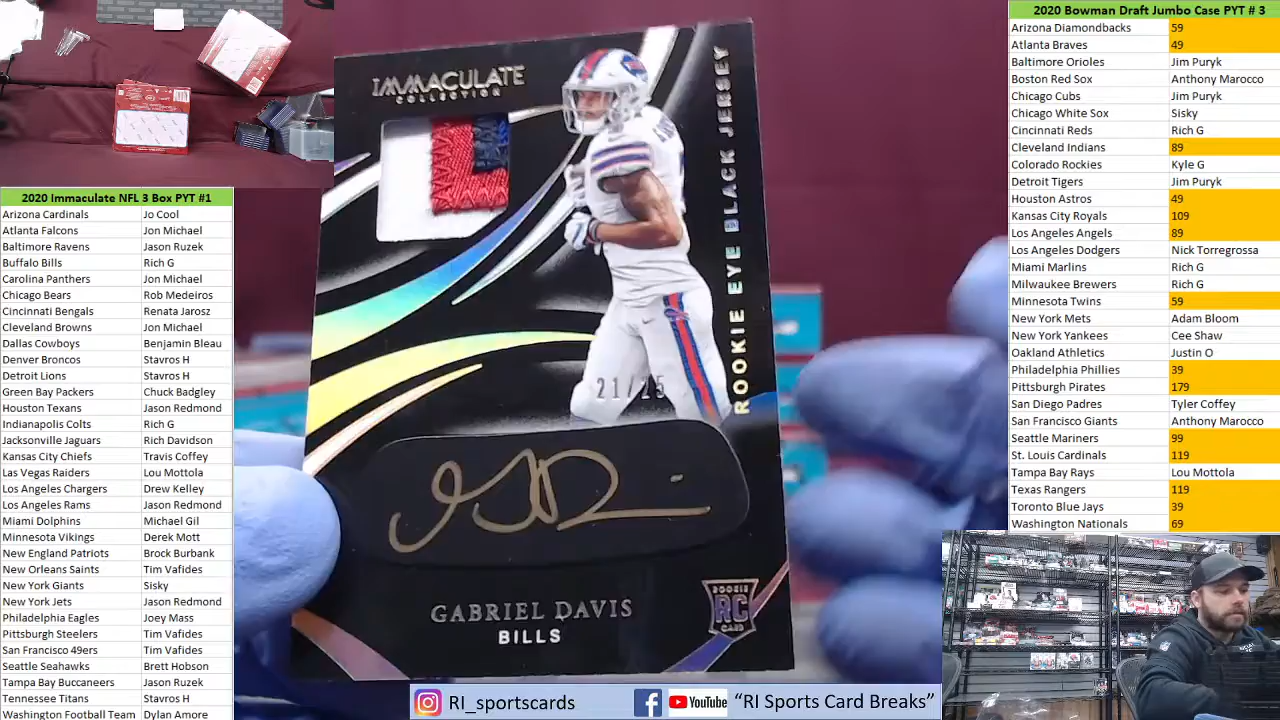 2020 Immaculate NFL 3 Box PYT #1
Arizona Cardinals Jo Cool
Atlanta Falcons Jon Michael
Baltimore Ravens Jason Ruzek
Buffalo Bills Rich G
Carolina Panthers Jon Michael
Chicago Bears Rob Medeiros
Cincinnati Bengals Renata Jarosz
Cleveland Browns Jon Michael
Dallas Cowboys Benjamin Bleau
Denver Broncos Stavros H
Detroit Lions Stavros H
Green Bay Packers Chuck Badgley
Houston Texans Jason Redmond
Indianapolis Colts Rich G
Jacksonville Jaguars Rich Davidson
Kansas City Chiefs Travis Coffey
Las Vegas Raiders Lou Mottola
Los Angeles Chargers Drew Kelley
Los Angeles Rams Jason Redmond
Miami Dolphins Michael Gil
Minnesota Vikings Derek Mott
New England Patriots Brock Burbank
New Orleans Saints Tim Vafides
New York Giants Sisky
New York Jets Jason Redmond
Philadelphia Eagles Joey Mass
Pittsburgh Steelers Tim Vafides
San Francisco 49ers Tim Vafides
Seattle Seahawks Brett Hobson
Tampa Bay Buccaneers Jason Ruzek
Tennessee Titans Stavros H
Washington Football Team Dylan Amore
IMMACULATE
COLLECTION
ROOKIE EYE BLACK JERSEY
21/25
GABRIEL DAVIS
BILLS
ROOKIE
RC
CARD
RI_sportscards
YouTube
"RI Sports Card Breaks"
2020 Bowman Draft Jumbo Case PYT # 3
Arizona Diamondbacks 59
Atlanta Braves 49
Baltimore Orioles Jim Puryk
Boston Red Sox Anthony Marocco
Chicago Cubs Jim Puryk
Chicago White Sox Sisky
Cincinnati Reds Rich G
Cleveland Indians 89
Colorado Rockies Kyle G
Detroit Tigers Jim Puryk
Houston Astros 49
Kansas City Royals 109
Los Angeles Angels 89
Los Angeles Dodgers Nick Torregrossa
Miami Marlins Rich G
Milwaukee Brewers Rich G
Minnesota Twins 59
New York Mets Adam Bloom
New York Yankees Cee Shaw
Oakland Athletics Justin O
Philadelphia Phillies 39
Pittsburgh Pirates 179
San Diego Padres Tyler Coffey
San Francisco Giants Anthony Marocco
Seattle Mariners 99
St. Louis Cardinals 119
Tampa Bay Rays Lou Mottola
Texas Rangers 119
Toronto Blue Jays 39
Washington Nationals 69